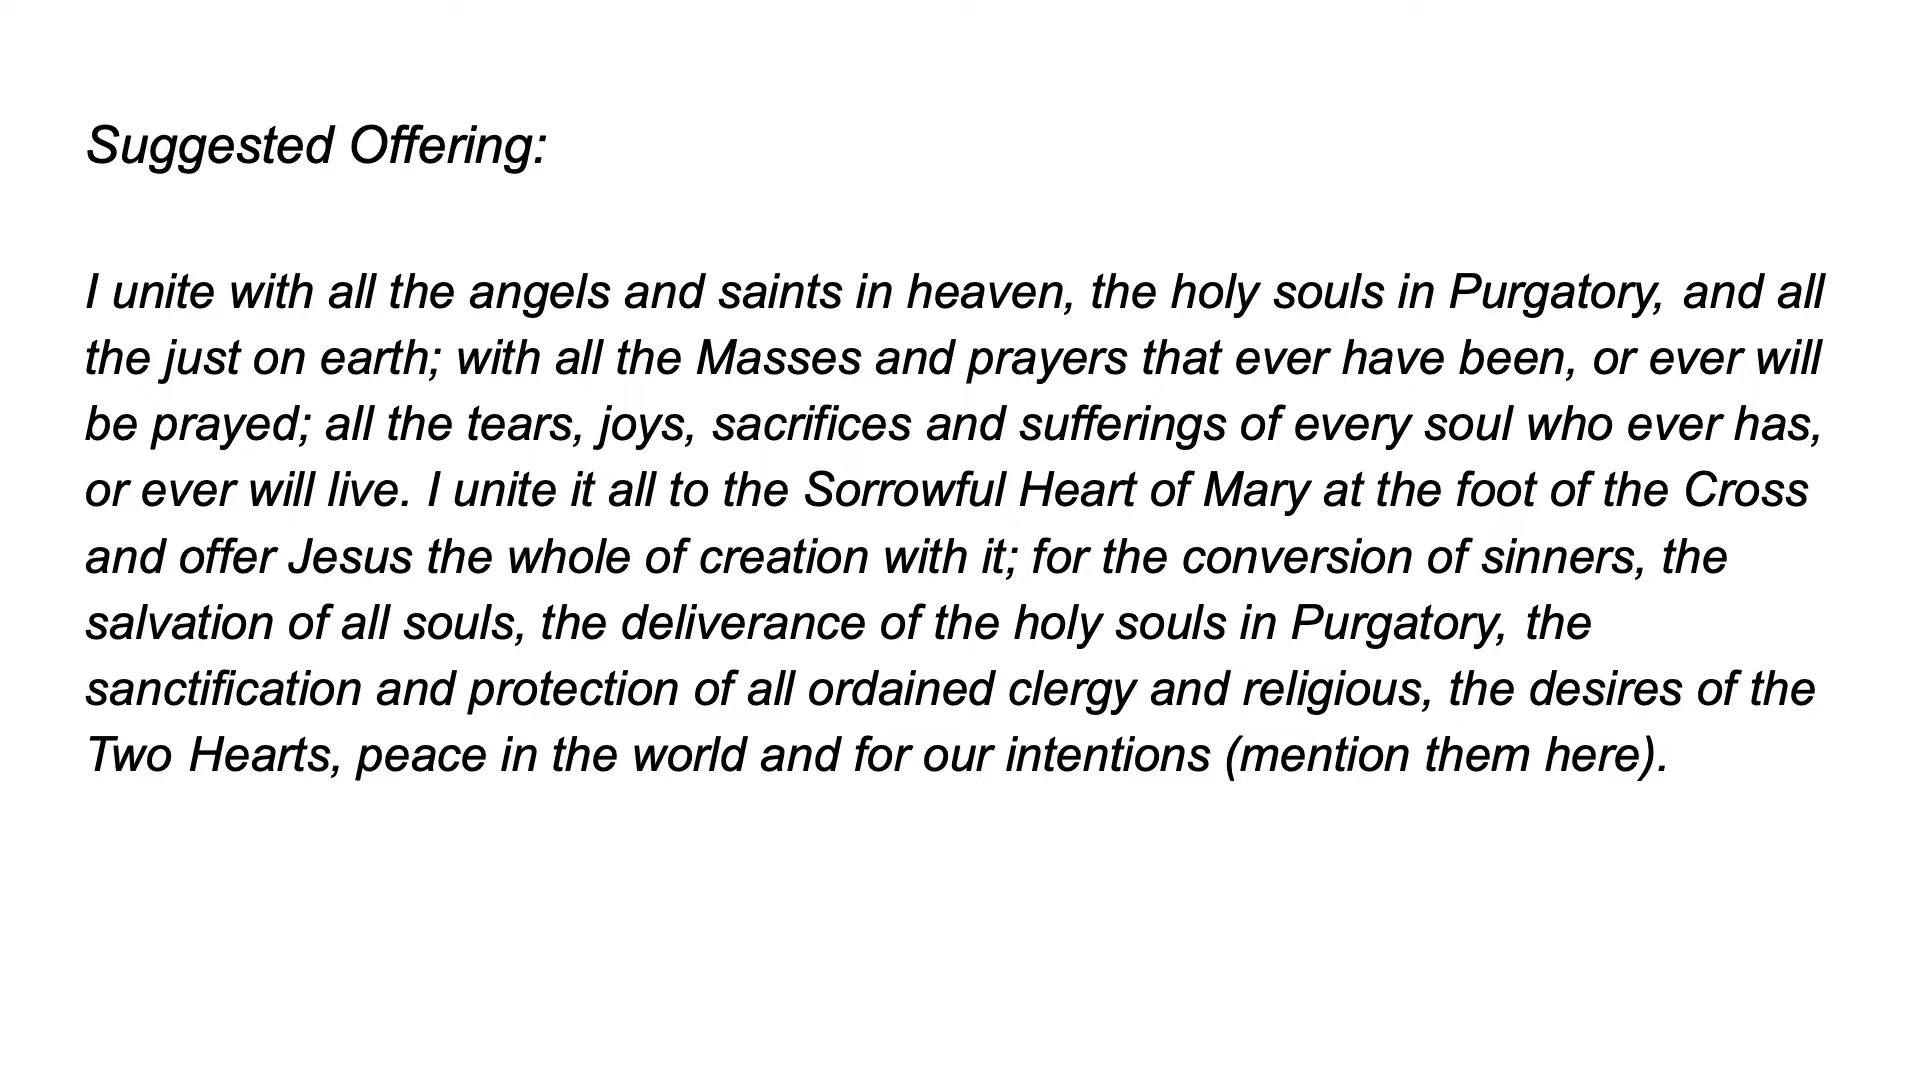 Suggested Offering:
I unite with all the angels and saints in heaven, the holy souls in Purgatory, and all
the just on earth; with all the Masses and prayers that ever have been, or ever will
be prayed; all the tears, joys, sacrifices and sufferings of every soul who ever has,
or ever will live. I unite it all to the Sorrowful Heart of Mary at the foot of the Cross
and offer Jesus the whole of creation with it; for the conversion of sinners, the
salvation of all souls, the deliverance of the holy souls in Purgatory, the
sanctification and protection of all ordained clergy and religious, the desires of the
Two Hearts, peace in the world and for our intentions (mention them here).